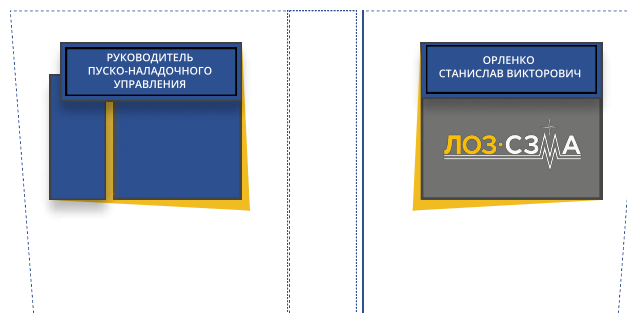 РУКОВОДИТЕЛЬ
ПУСКО-НАЛАДОЧНОГО
УПРАВЛЕНИЯ
ОРЛЕНКО
СТАНИСЛАВ ВИКТОРОВИЧ
ЛОЗ·СЗМА